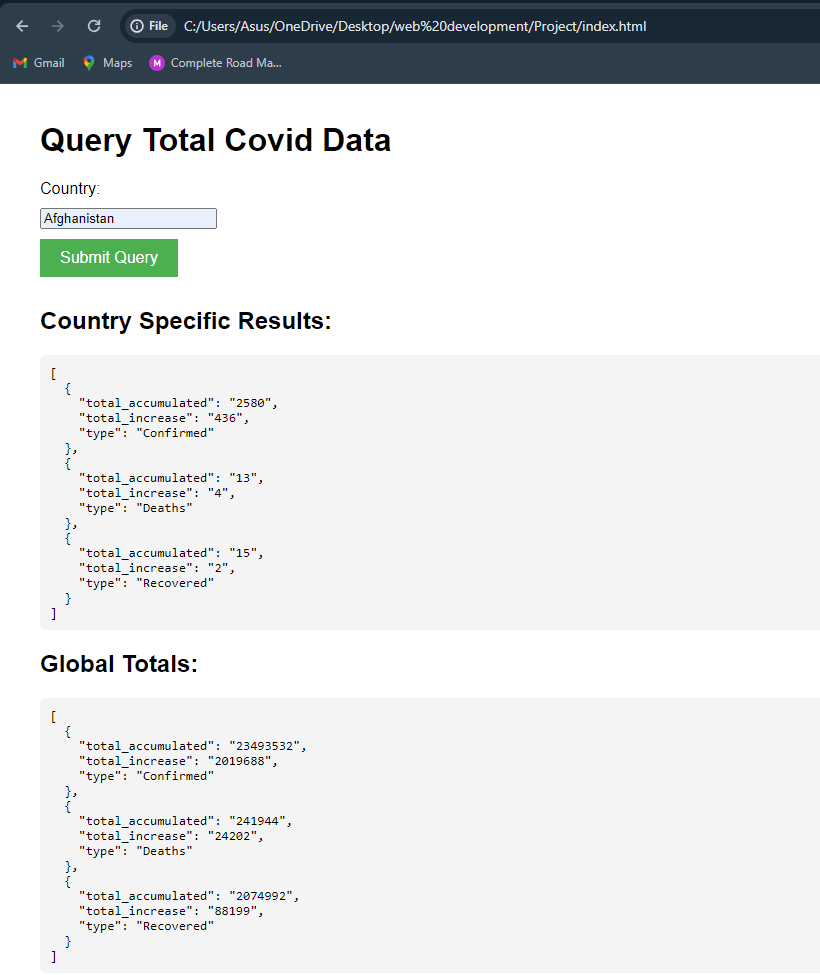 File C:/Users/Asus/OneDrive/Desktop/web%20development/Project/index.html
Gmail Maps M Complete Road Ma...
Query Total Covid Data
Country:
Afghanistan
Submit Query
Country Specific Results:
[
  {
    "total_accumulated": "2580",
    "total_increase": "436",
    "type": "Confirmed"
  },
  {
    "total_accumulated": "13",
    "total_increase": "4",
    "type": "Deaths"
  },
  {
    "total_accumulated": "15",
    "total_increase": "2",
    "type": "Recovered"
  }
]
Global Totals:
[
  {
    "total_accumulated": "23493532",
    "total_increase": "2019688",
    "type": "Confirmed"
  },
  {
    "total_accumulated": "241944",
    "total_increase": "24202",
    "type": "Deaths"
  },
  {
    "total_accumulated": "2074992",
    "total_increase": "88199",
    "type": "Recovered"
  }
]